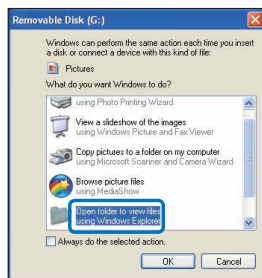 Removable Disk (G:)
Windows can perform the same action each time you insert
a disk or connect a device with this kind of file:
Pictures
What do you want Windows to do?
using Photo Printing Wizard
View a slideshow of the images
using Windows Picture and Fax Viewer
Copy pictures to a folder on my computer
using Microsoft Scanner and Camera Wizard
Browse picture files
using MediaShow
Open folder to view files
using Windows Explorer
Always do the selected action.
OK
Cancel